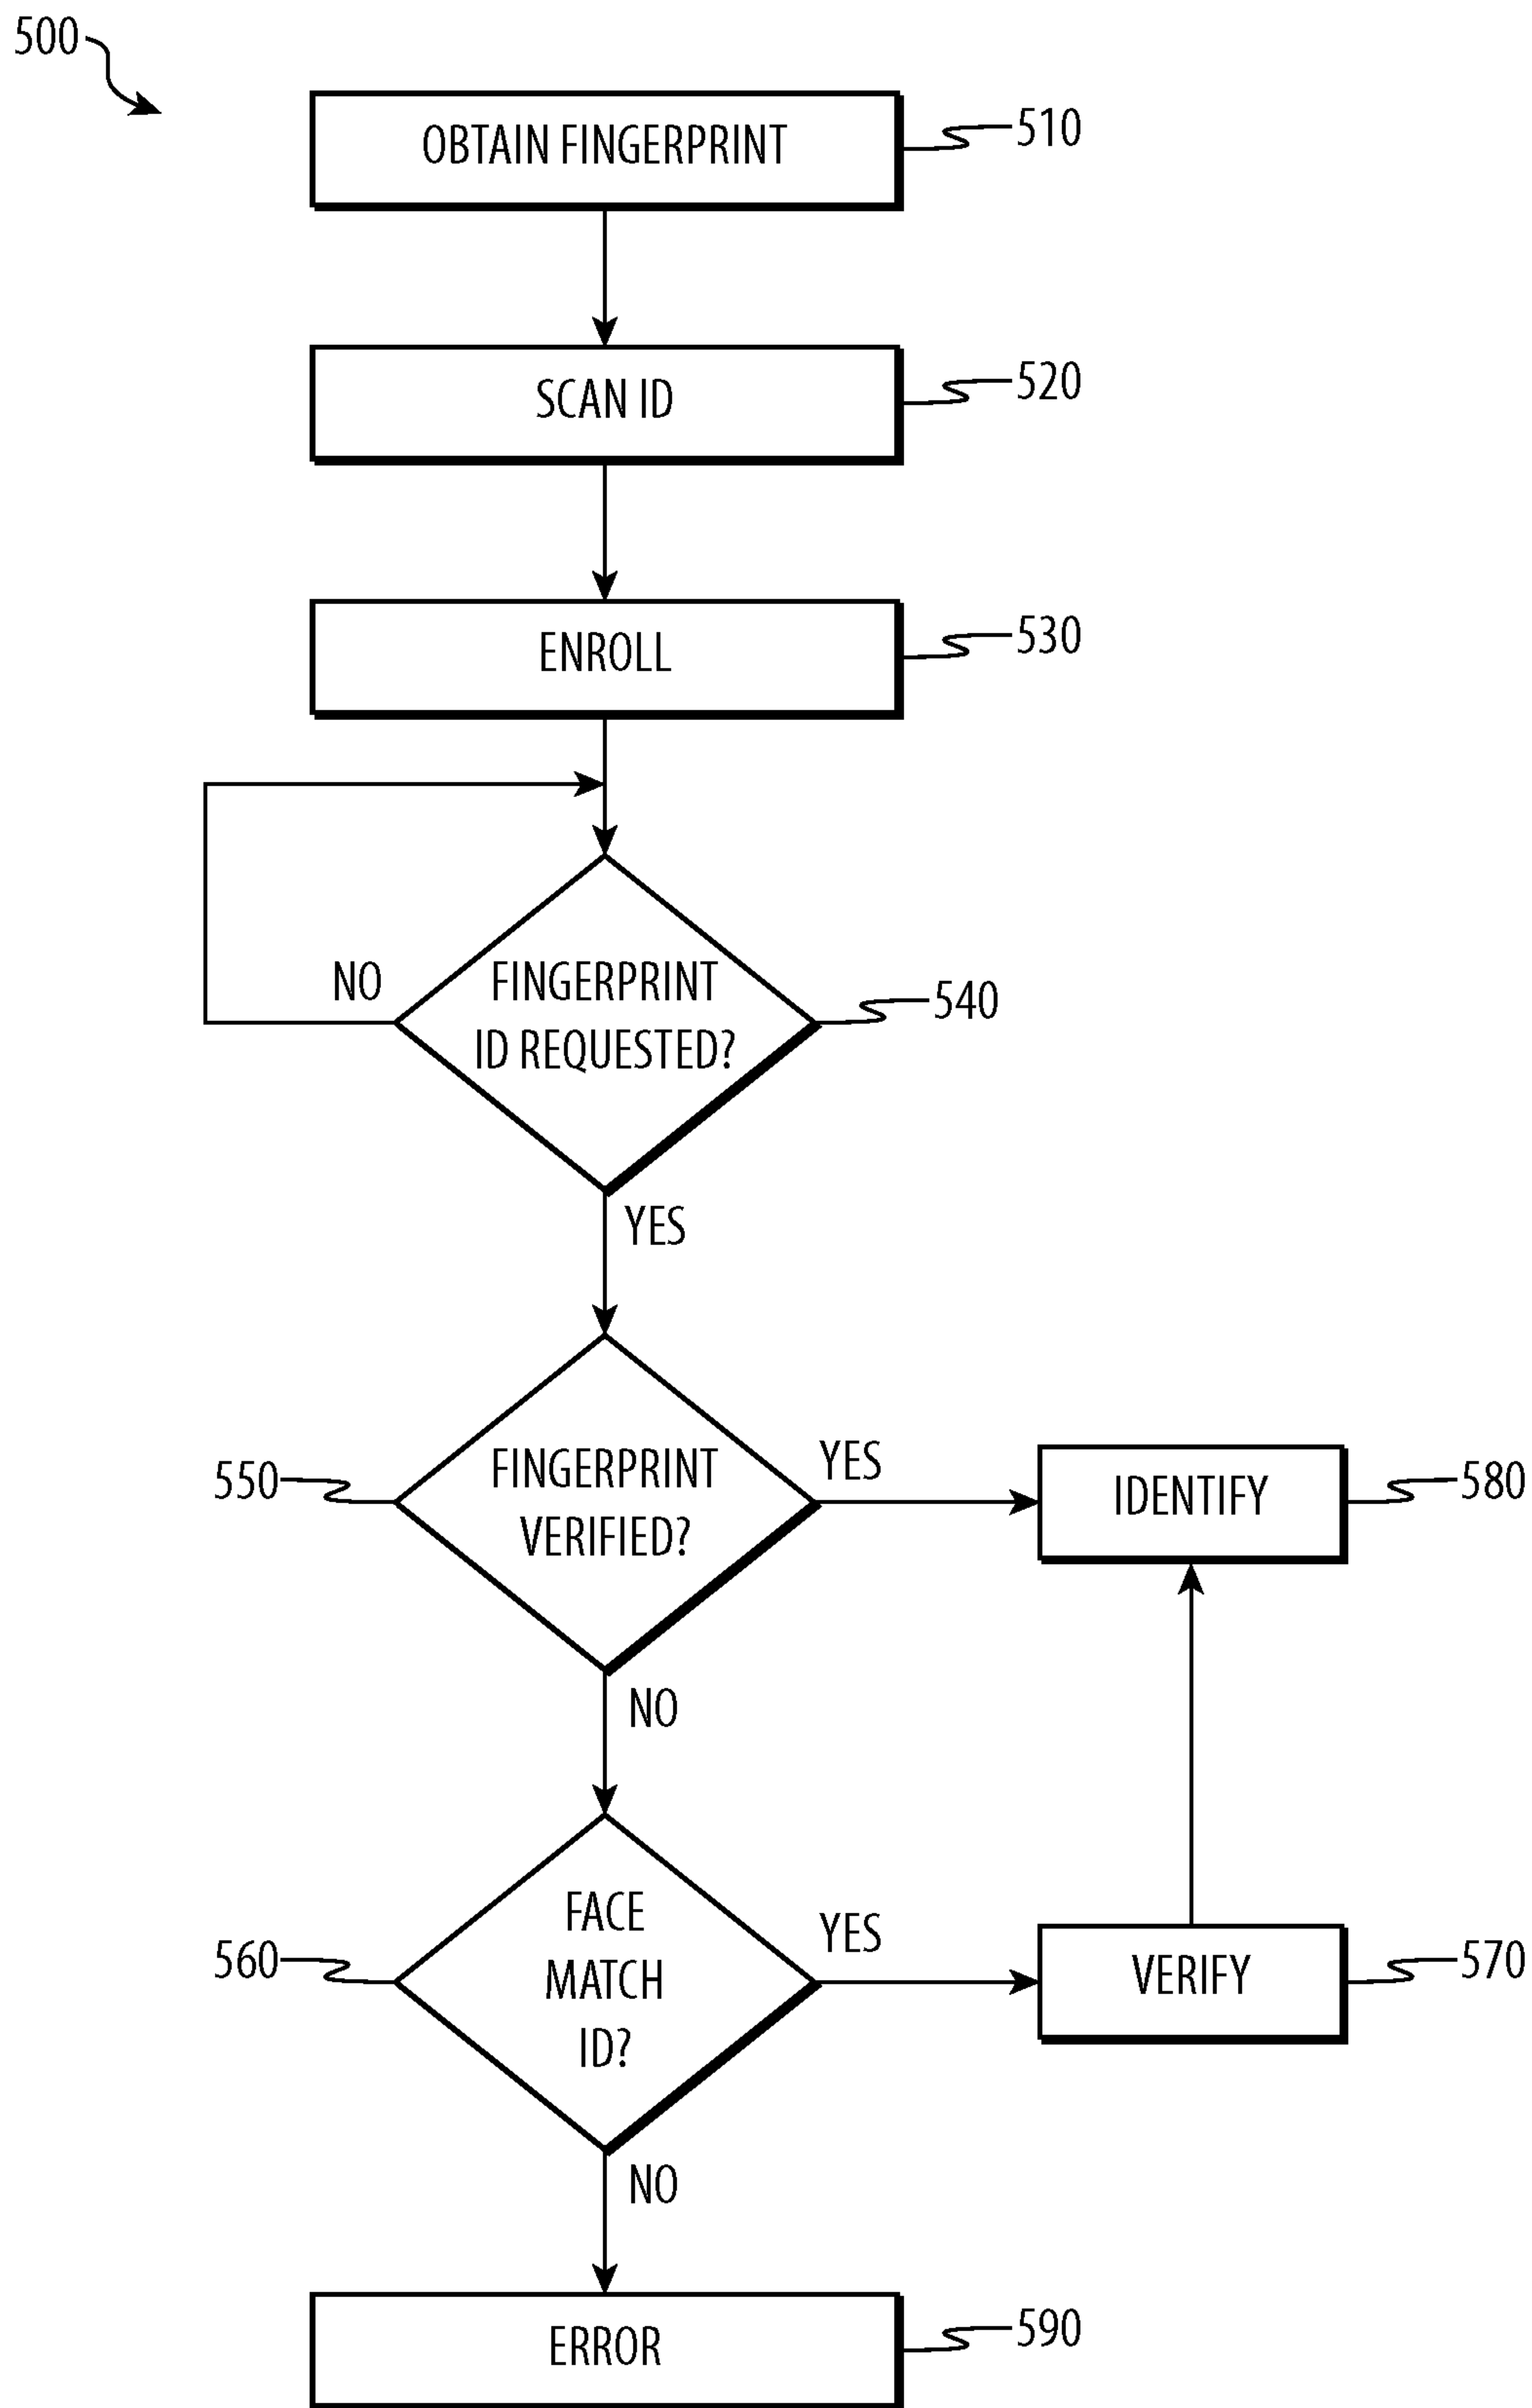 500
OBTAIN FINGERPRINT
510
SCAN ID
520
ENROLL
530
NO
FINGERPRINT
ID REQUESTED?
540
YES
550
FINGERPRINT
VERIFIED?
YES
IDENTIFY
580
NO
560
FACE
MATCH
ID?
YES
VERIFY
570
NO
ERROR
590